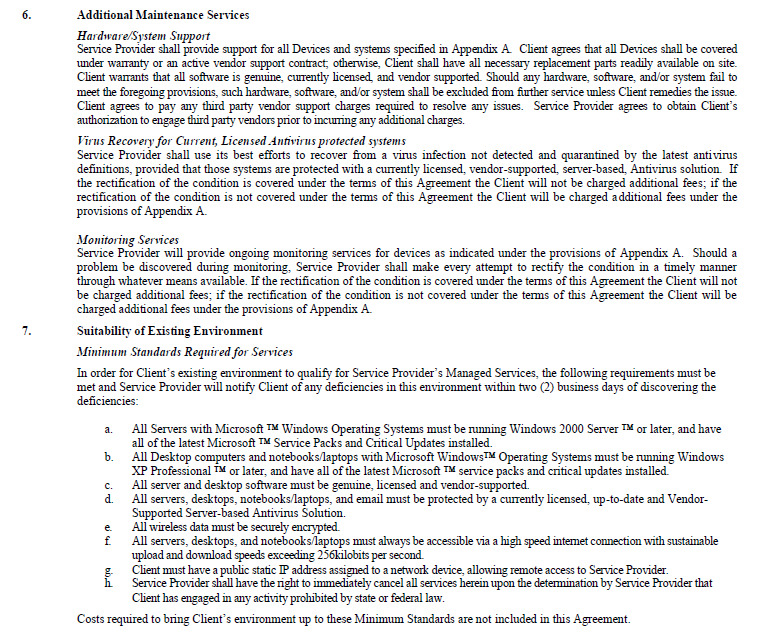 6. Additional Maintenance Services
Hardware/System Support
Service Provider shall provide support for all Devices and systems specified in Appendix A. Client agrees that all Devices shall be covered
under warranty or an active vendor support contract; otherwise, Client shall have all necessary replacement parts readily available on site.
Client warrants that all software is genuine, currently licensed, and vendor supported. Should any hardware, software, and/or system fail to
meet the foregoing provisions, such hardware, software, and/or system shall be excluded from further service unless Client remedies the issue.
Client agrees to pay any third party vendor support charges required to resolve any issues. Service Provider agrees to obtain Client's
authorization to engage third party vendors prior to incurring any additional charges.
Virus Recovery for Current, Licensed Antivirus protected systems
Service Provider shall use its best efforts to recover from a virus infection not detected and quarantined by the latest antivirus
definitions, provided that those systems are protected with a currently licensed, vendor-supported, server-based, Antivirus solution. If
the rectification of the condition is covered under the terms of this Agreement the Client will not be charged additional fees; if the
rectification of the condition is not covered under the terms of this Agreement the Client will be charged additional fees under the
provisions of Appendix A.
Monitoring Services
Service Provider will provide ongoing monitoring services for devices as indicated under the provisions of Appendix A. Should a
problem be discovered during monitoring, Service Provider shall make every attempt to rectify the condition in a timely manner
through whatever means available. If the rectification of the condition is covered under the terms of this Agreement the Client will not
be charged additional fees; if the rectification of the condition is not covered under the terms of this Agreement the Client will be
charged additional fees under the provisions of Appendix A.
7. Suitability of Existing Environment
Minimum Standards Required for Services
In order for Client's existing environment to qualify for Service Provider's Managed Services, the following requirements must be
met and Service Provider will notify Client of any deficiencies in this environment within two (2) business days of discovering the
deficiencies:
a. All Servers with Microsoft ™ Windows Operating Systems must be running Windows 2000 Server ™ or later, and have
all of the latest Microsoft ™ Service Packs and Critical Updates installed.
b. All Desktop computers and notebooks/laptops with Microsoft Windows™ Operating Systems must be running Windows
XP Professional ™ or later, and have all of the latest Microsoft ™ service packs and critical updates installed.
c. All server and desktop software must be genuine, licensed and vendor-supported.
d. All servers, desktops, notebooks/laptops, and email must be protected by a currently licensed, up-to-date and Vendor-
Supported Server-based Antivirus Solution.
e. All wireless data must be securely encrypted.
f. All servers, desktops, and notebooks/laptops must always be accessible via a high speed internet connection with sustainable
upload and download speeds exceeding 256kilobits per second.
g. Client must have a public static IP address assigned to a network device, allowing remote access to Service Provider.
h. Service Provider shall have the right to immediately cancel all services herein upon the determination by Service Provider that
Client has engaged in any activity prohibited by state or federal law.
Costs required to bring Client's environment up to these Minimum Standards are not included in this Agreement.